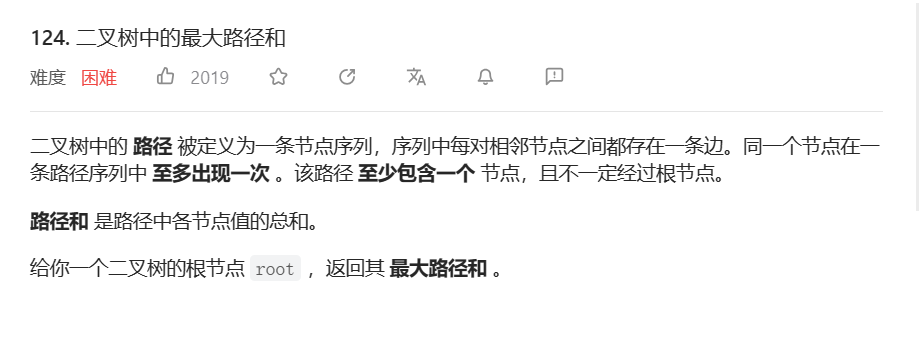 124. 二叉树中的最大路径和
难度 困难 2019
二叉树中的 路径 被定义为一条节点序列，序列中每对相邻节点之间都存在一条边。同一个节点在一
条路径序列中 至多出现一次 。该路径 至少包含一个 节点，且不一定经过根节点。
路径和 是路径中各节点值的总和。
给你一个二叉树的根节点 root ，返回其 最大路径和 。